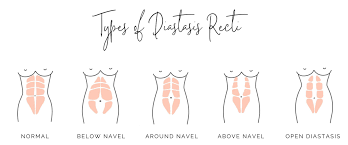 Types of Diastasis Recti
NORMAL
BELOW NAVEL
AROUND NAVEL
ABOVE NAVEL
OPEN DIASTASIS